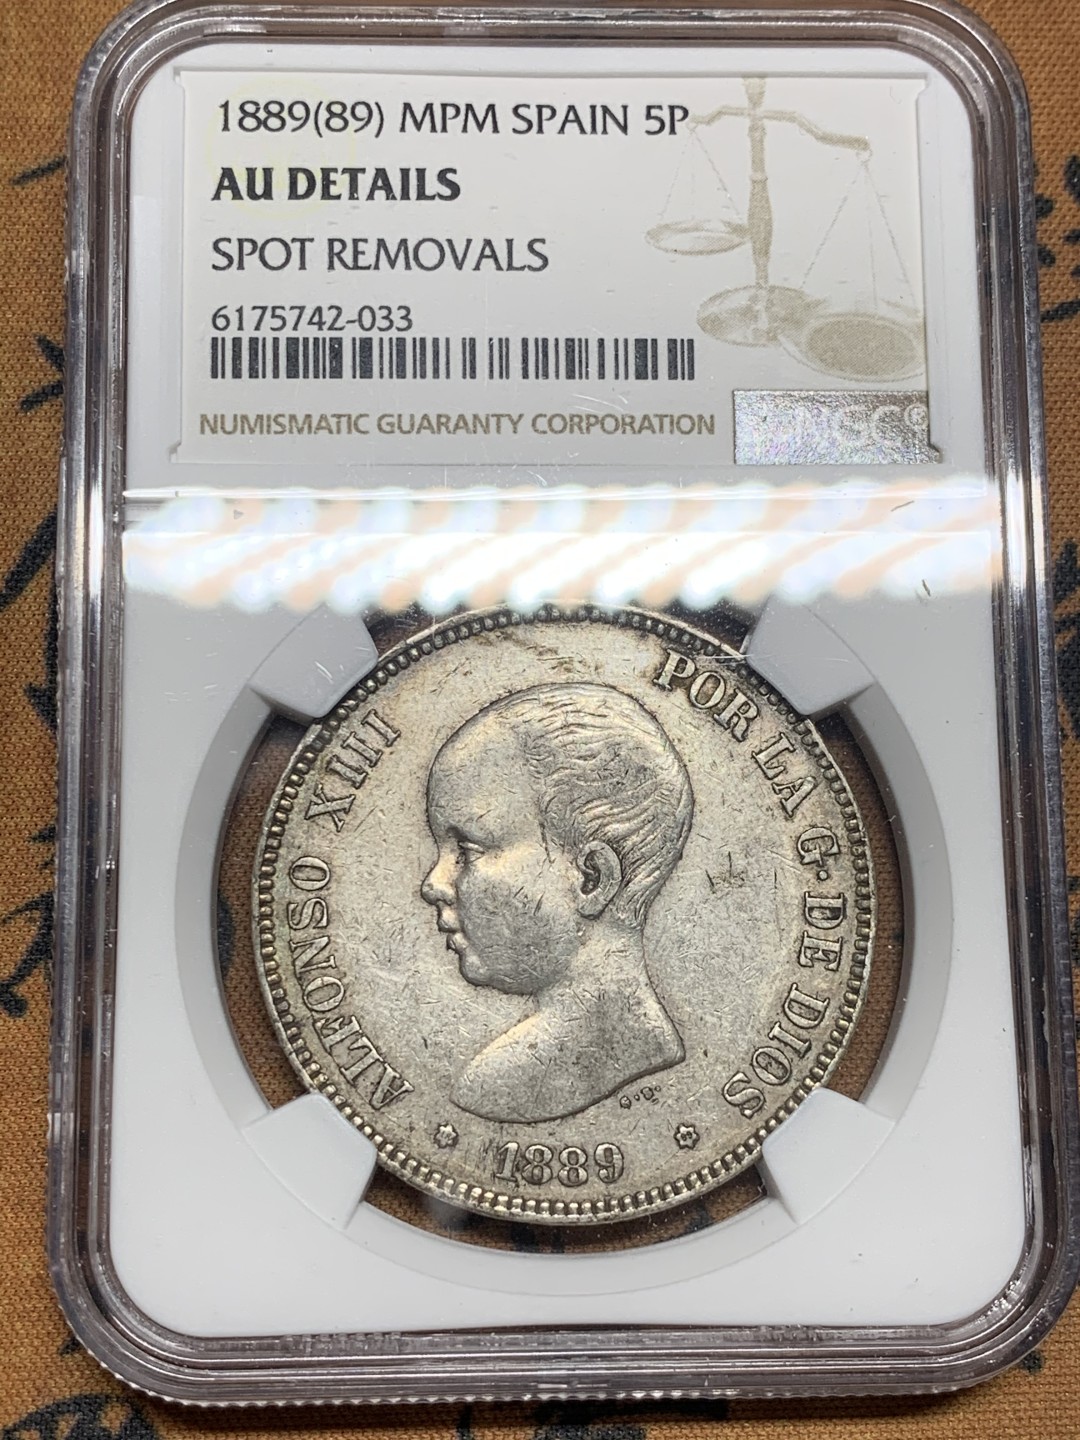 1889(89) MPM SPAIN 5P
AU DETAILS
SPOT REMOVALS
6175742-033
NUMISMATIC GUARANTY CORPORATION
NGC®
ALFONSO XIII POR LA G. DE DIOS
1889